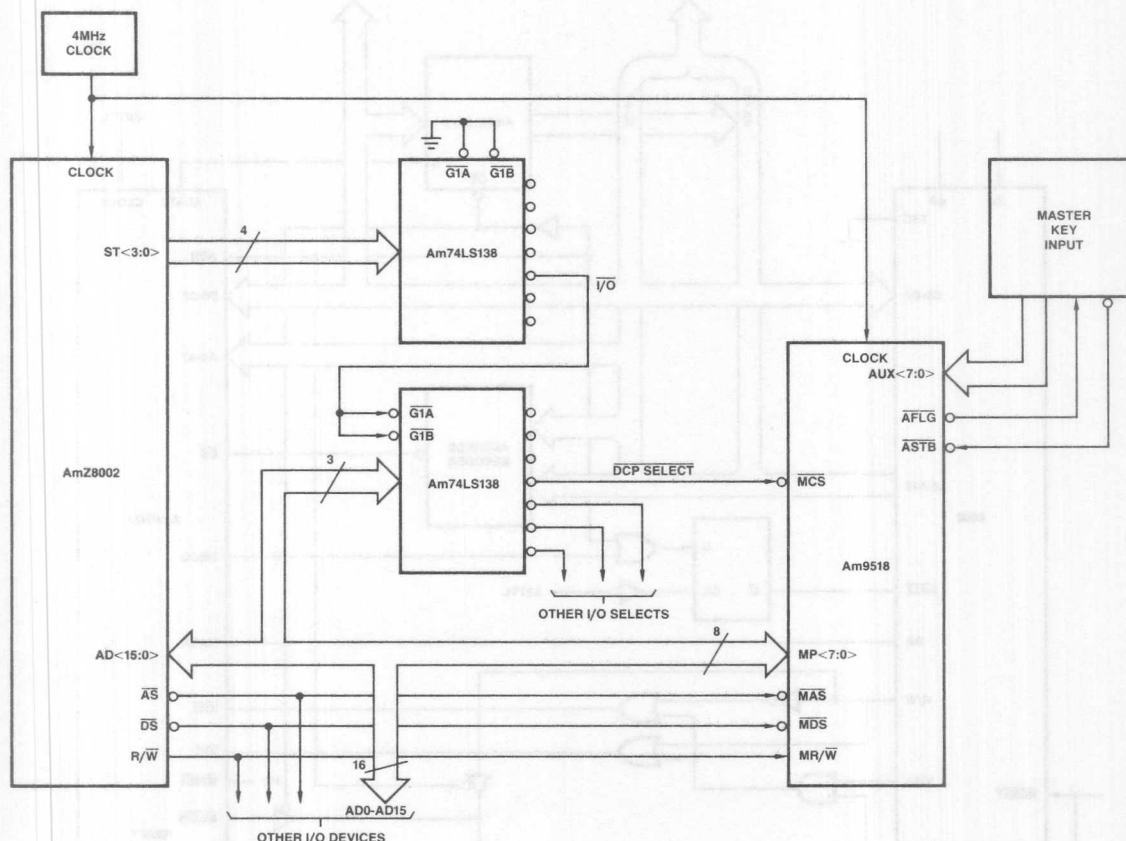 4MHz
CLOCK
CLOCK
ST<3:0>
4
G1A G1B
Am74LS138
I/O
MASTER
KEY
INPUT
CLOCK
AUX<7:0>
AFLG
ASTB
G1A
G1B
3
Am74LS138
DCP SELECT
MCS
AmZ8002
Am9518
OTHER I/O SELECTS
8
AD<15:0>
MP<7:0>
AS
MAS
DS
MDS
R/W
MR/W
16
AD0-AD15
OTHER I/O DEVICES